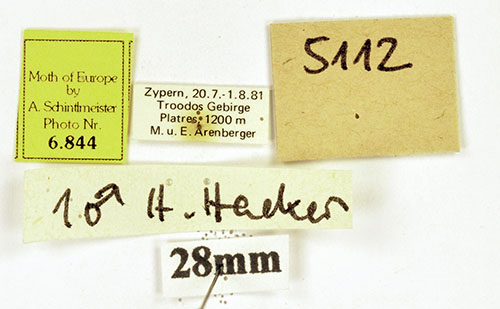 Moth of Europe
by
A. Schintlmeister
Photo Nr.
6.844
Zypern, 20.7.-1.8.81
Troodos Gebirge
Platres, 1200 m
M. u. E. Arenberger
5112
1♂ H. Hacker
28mm